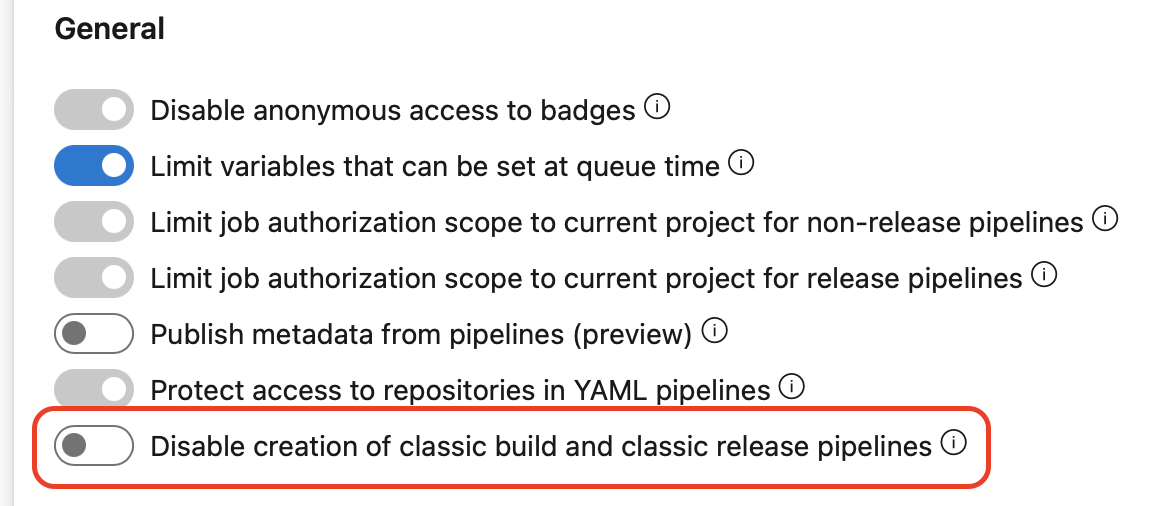 General
Disable anonymous access to badges
Limit variables that can be set at queue time
Limit job authorization scope to current project for non-release pipelines
Limit job authorization scope to current project for release pipelines
Publish metadata from pipelines (preview)
Protect access to repositories in YAML pipelines
Disable creation of classic build and classic release pipelines